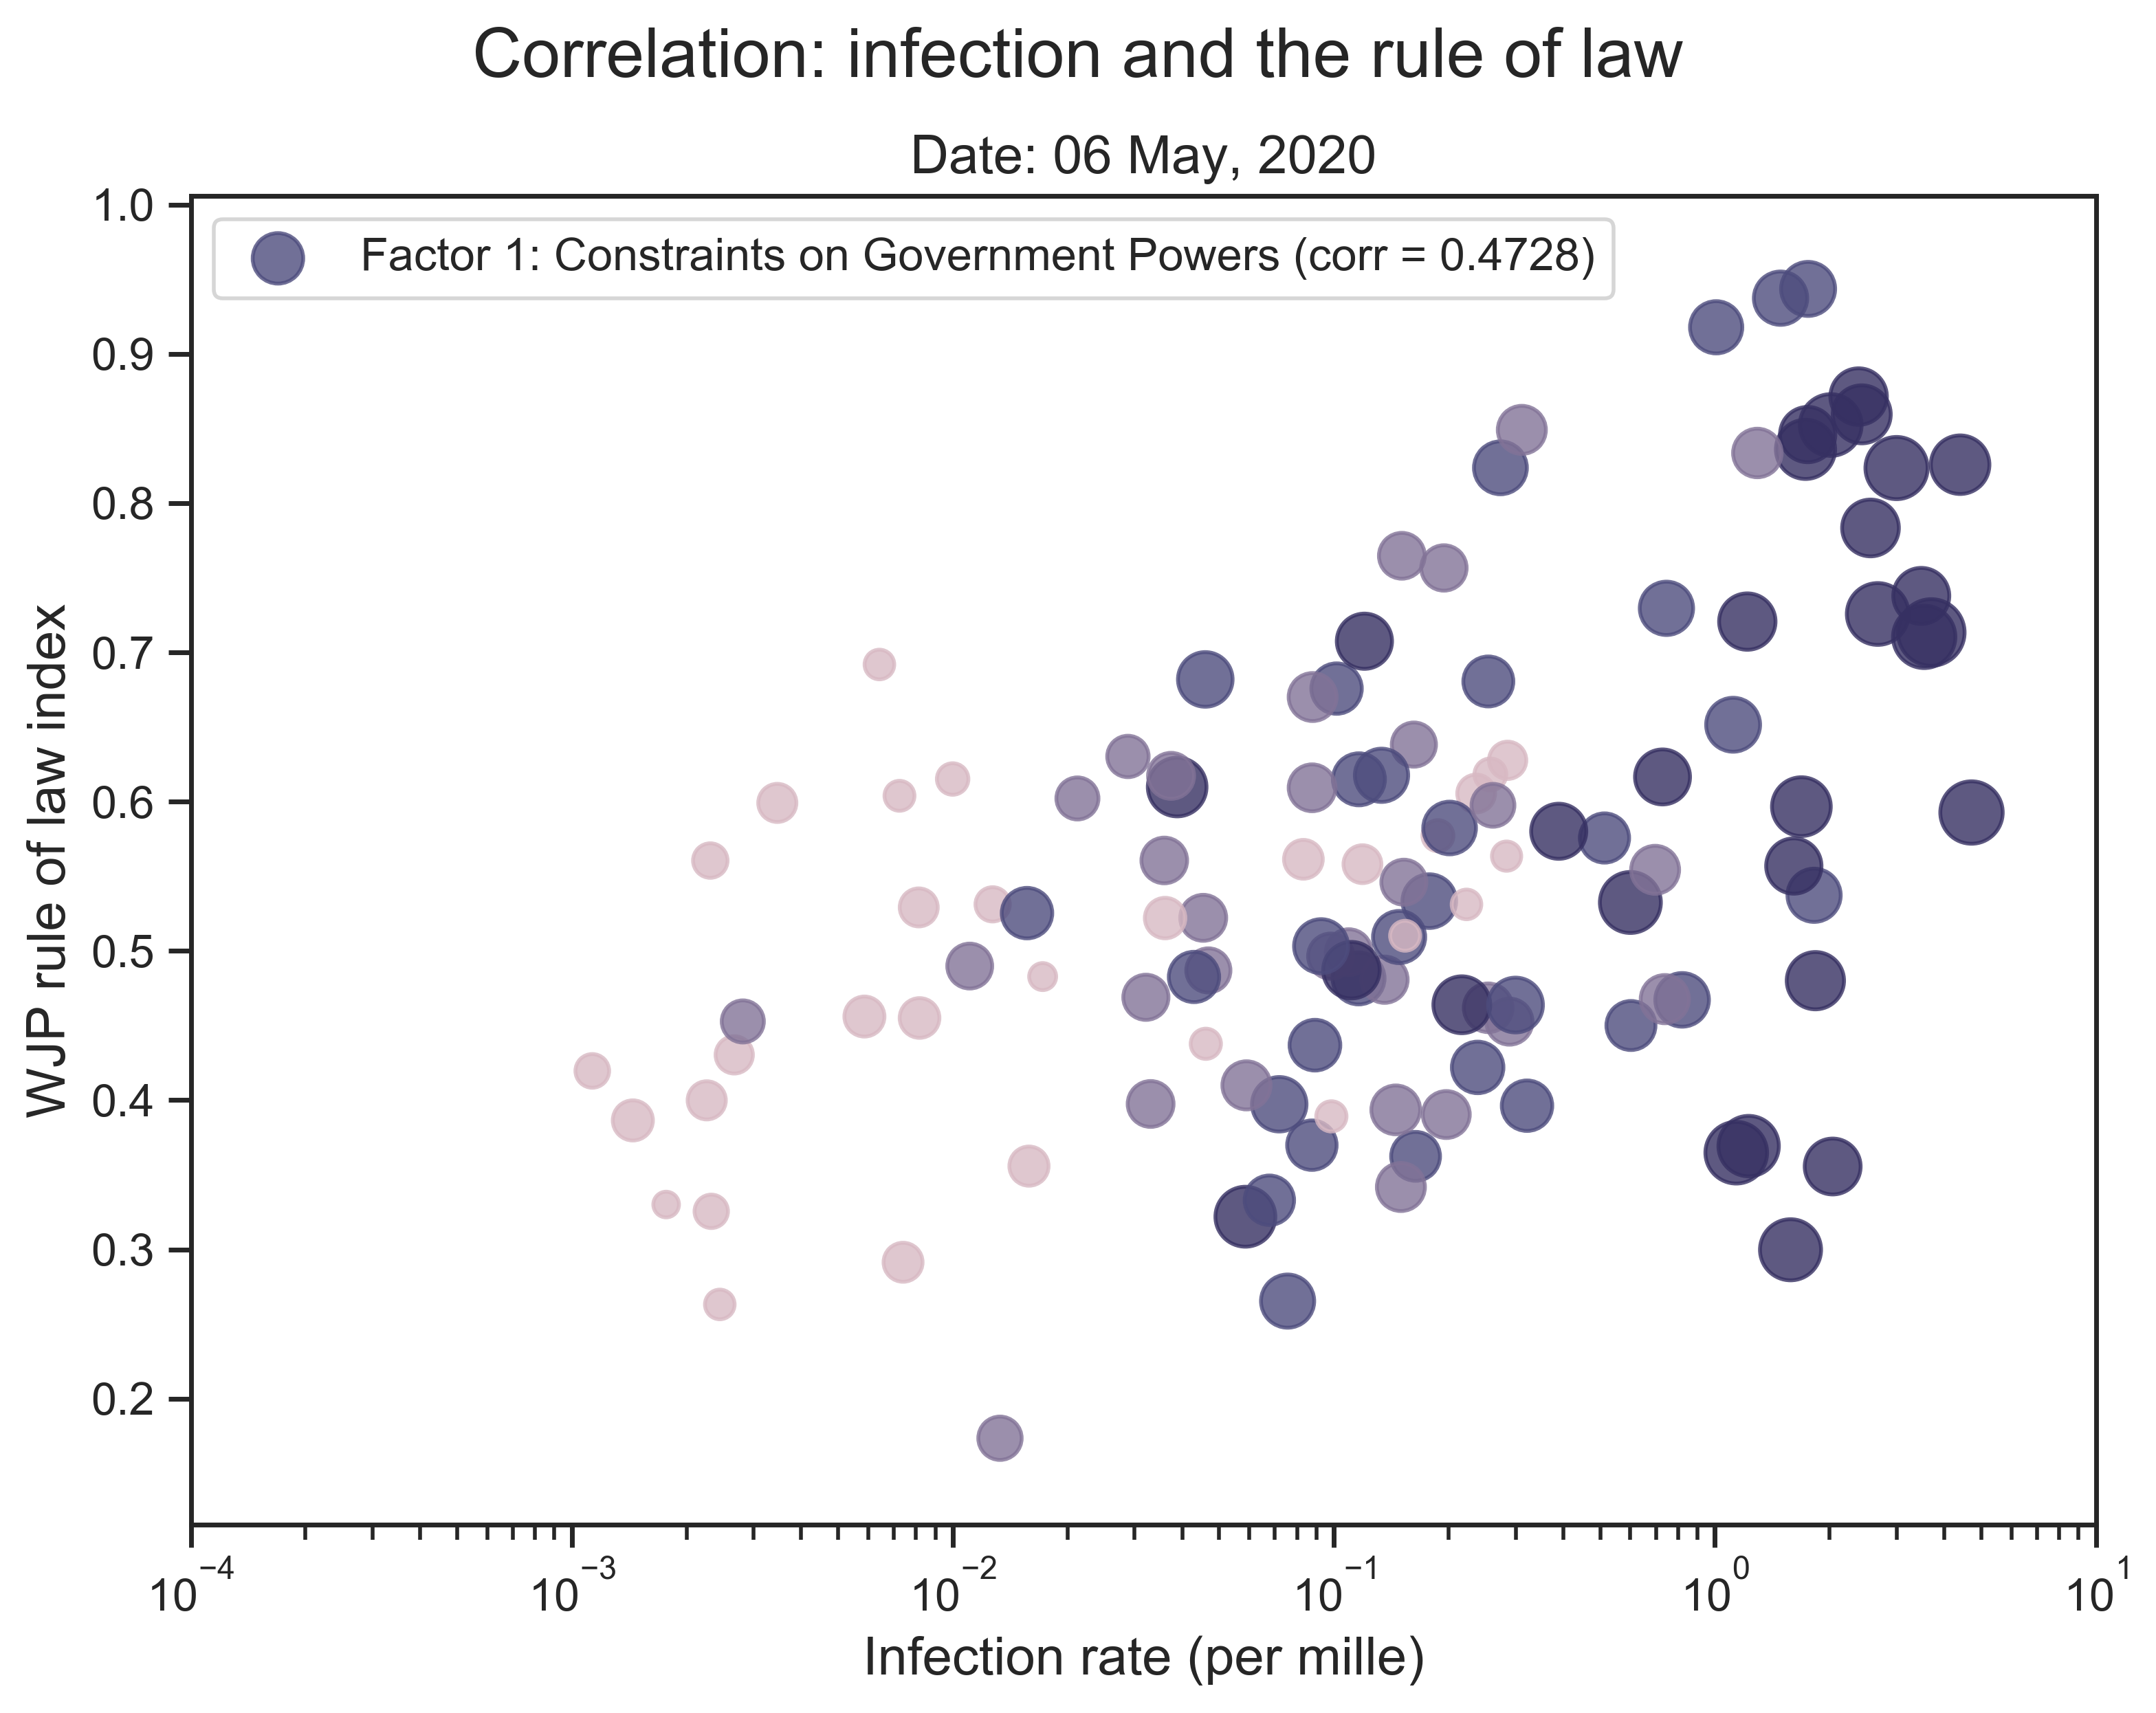 Correlation: infection and the rule of law
Date: 06 May, 2020
Factor 1: Constraints on Government Powers (corr = 0.4728)
WJP rule of law index
1.0
0.9
0.8
0.7
0.6
0.5
0.4
0.3
0.2
10⁻⁴ 10⁻³ 10⁻² 10⁻¹ 10⁰ 10¹
Infection rate (per mille)